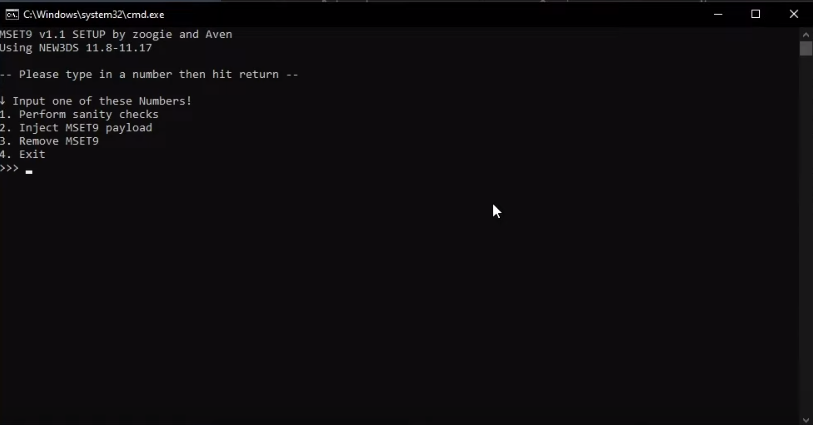 C:\Windows\system32\cmd.exe
MSET9 v1.1 SETUP by zoogie and Aven
Using NEW3DS 11.8-11.17
-- Please type in a number then hit return --
↓ Input one of these Numbers!
1. Perform sanity checks
2. Inject MSET9 payload
3. Remove MSET9
4. Exit
>>> _